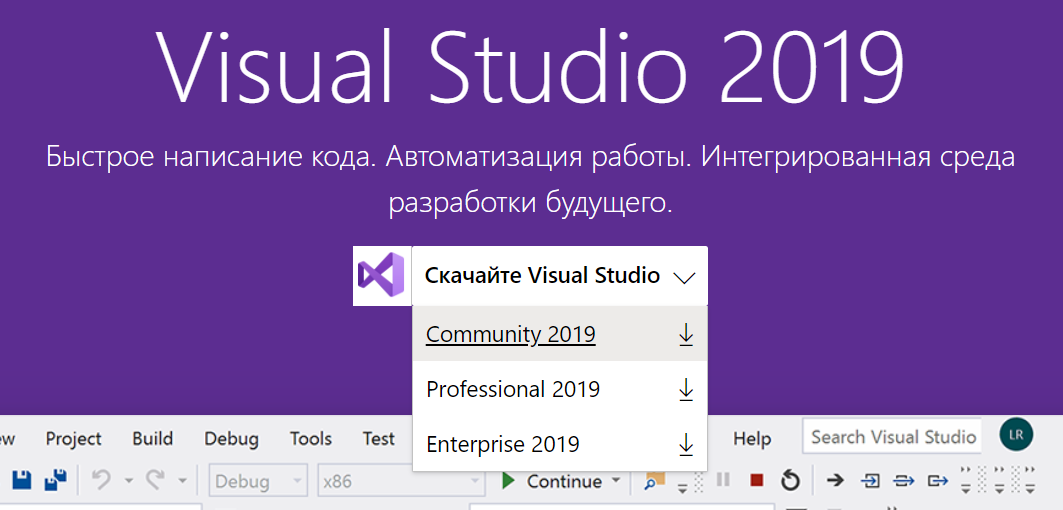 Visual Studio 2019
Быстрое написание кода. Автоматизация работы. Интегрированная среда
разработки будущего.
Скачайте Visual Studio
Community 2019
Professional 2019
Enterprise 2019
ew Project Build Debug Tools Test Help Search Visual Studio LR
Debug x86 Continue